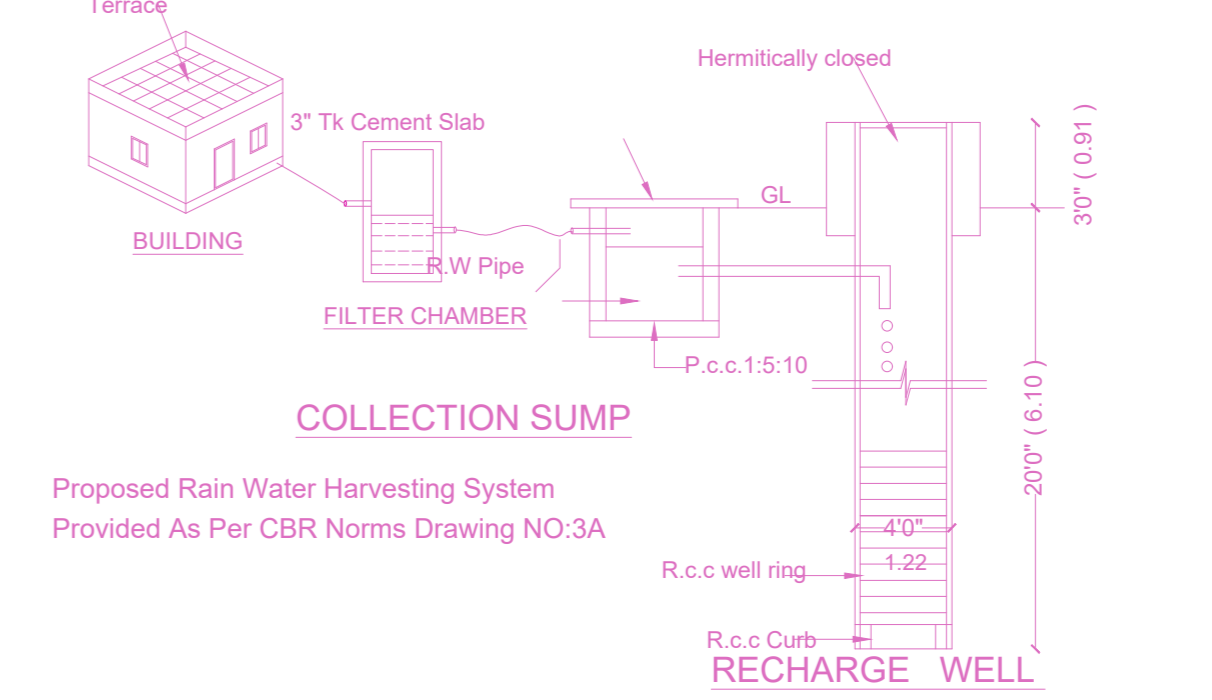 Terrace
Hermitically closed
3" Tk Cement Slab
3'0" ( 0.91 )
GL
BUILDING
R.W Pipe
FILTER CHAMBER
P.c.c.1:5:10
COLLECTION SUMP
20'0" ( 6.10 )
Proposed Rain Water Harvesting System
Provided As Per CBR Norms Drawing NO:3A
4'0"
1.22
R.c.c well ring
R.c.c Curb
RECHARGE WELL